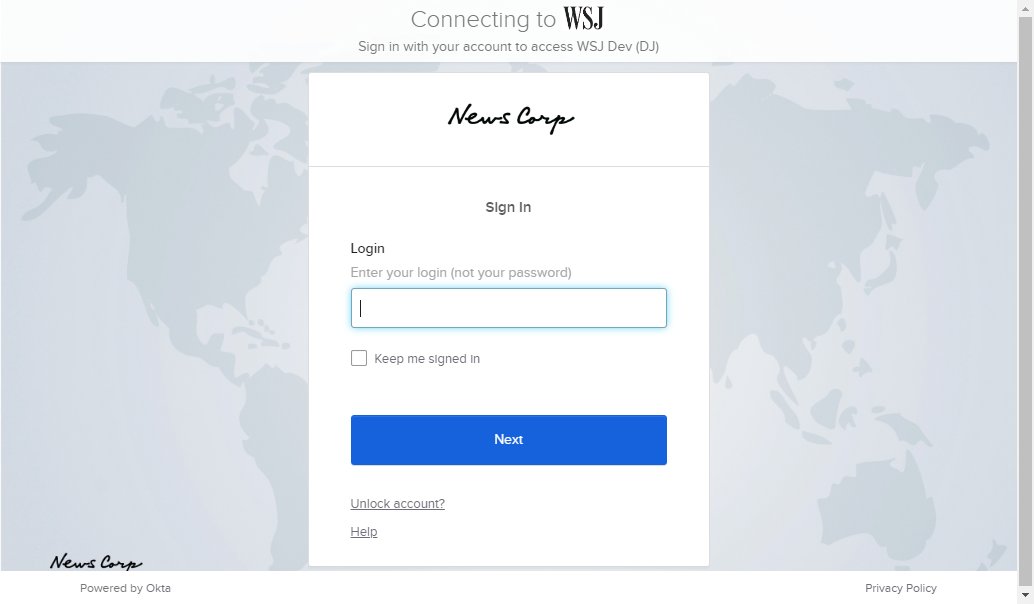 Connecting to WSJ
Sign in with your account to access WSJ Dev (DJ)
News Corp
Sign In
Login
Enter your login (not your password)
Keep me signed in
Next
Unlock account?
Help
News Corp
Powered by Okta
Privacy Policy